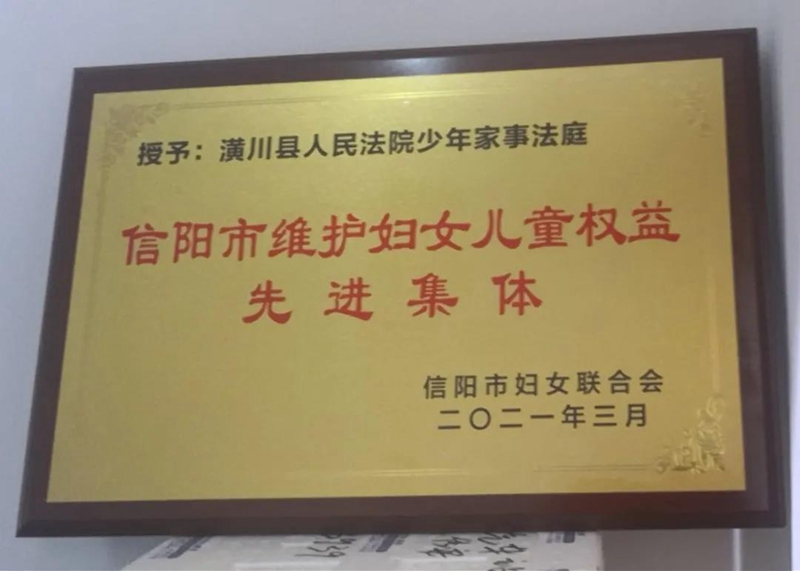 授予：潢川县人民法院少年家事法庭
信阳市维护妇女儿童权益
先进集体
信阳市妇女联合会
二〇二一年三月